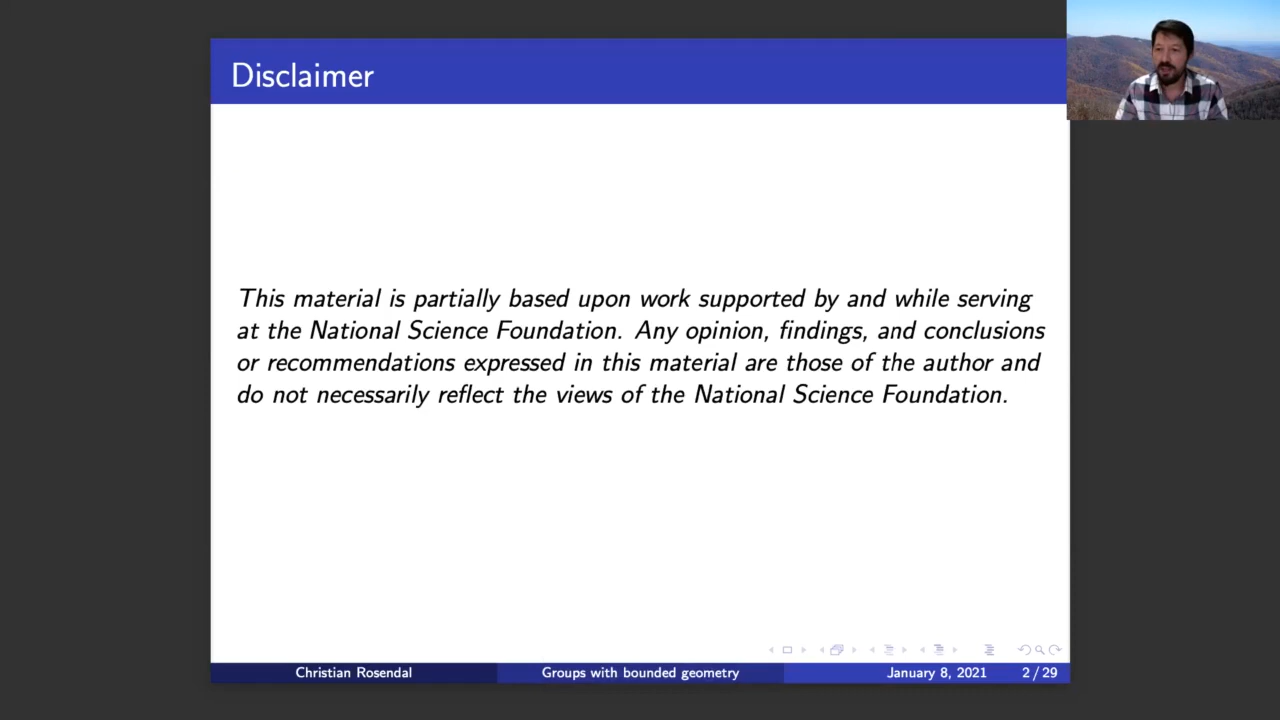 Disclaimer
This material is partially based upon work supported by and while serving
at the National Science Foundation. Any opinion, findings, and conclusions
or recommendations expressed in this material are those of the author and
do not necessarily reflect the views of the National Science Foundation.
Christian Rosendal
Groups with bounded geometry
January 8, 2021
2 / 29